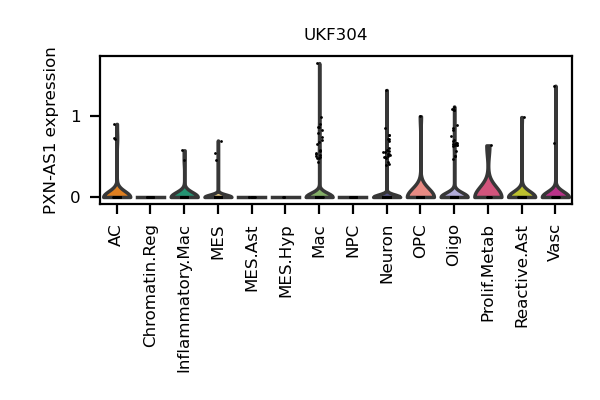 UKF304
PXN-AS1 expression
1
0
AC
Chromatin.Reg
Inflammatory.Mac
MES
MES.Ast
MES.Hyp
Mac
NPC
Neuron
OPC
Oligo
Prolif.Metab
Reactive.Ast
Vasc